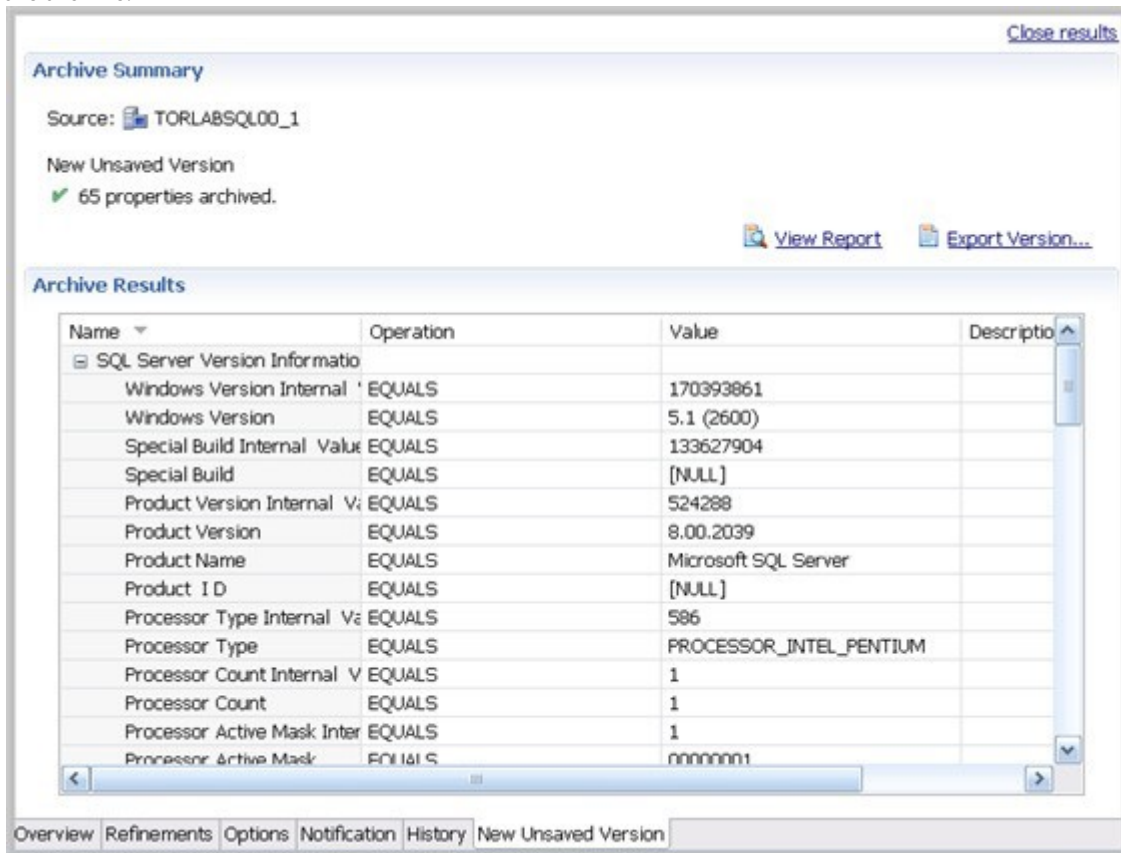 Close results
Archive Summary
Source: TORLABSQL00_1
New Unsaved Version
65 properties archived.
View Report Export Version...
Archive Results
Name Operation Value Descriptio
SQL Server Version Informatio
Windows Version Internal ' EQUALS 170393861
Windows Version EQUALS 5.1 (2600)
Special Build Internal Value EQUALS 133627904
Special Build EQUALS [NULL]
Product Version Internal Va EQUALS 524288
Product Version EQUALS 8.00.2039
Product Name EQUALS Microsoft SQL Server
Product I D EQUALS [NULL]
Processor Type Internal Va EQUALS 586
Processor Type EQUALS PROCESSOR_INTEL_PENTIUM
Processor Count Internal V EQUALS 1
Processor Count EQUALS 1
Processor Active Mask Inter EQUALS 1
Processor Active Mask EQUALS 00000001
Overview Refinements Options Notification History New Unsaved Version